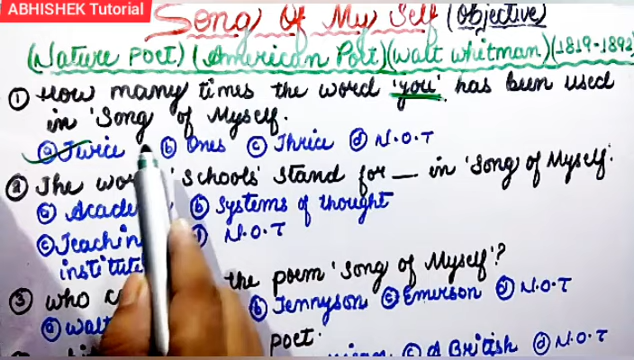 ABHISHEK Tutorial
Song Of My Self (Objective)
(Nature poet) (American Poet) (Walt Whitman) (1819-1892)
① How many times the word 'you' has been used
in 'Song of Myself.
ⓐ Twice ⓑ Ones ⓒ Thrice ⓓ N.O.T
② The wor 'Schools' stand for __ in 'Song of Myself.
ⓐ Acade ⓑ Systems of thought
ⓒ Teachin N.O.T
institut
③ who c the poem 'Song of Myself'?
ⓐ walt ⓑ Tennyson ⓒ Emerson ⓓ N.O.T
poet.
ⓒ A British ⓓ N.O.T